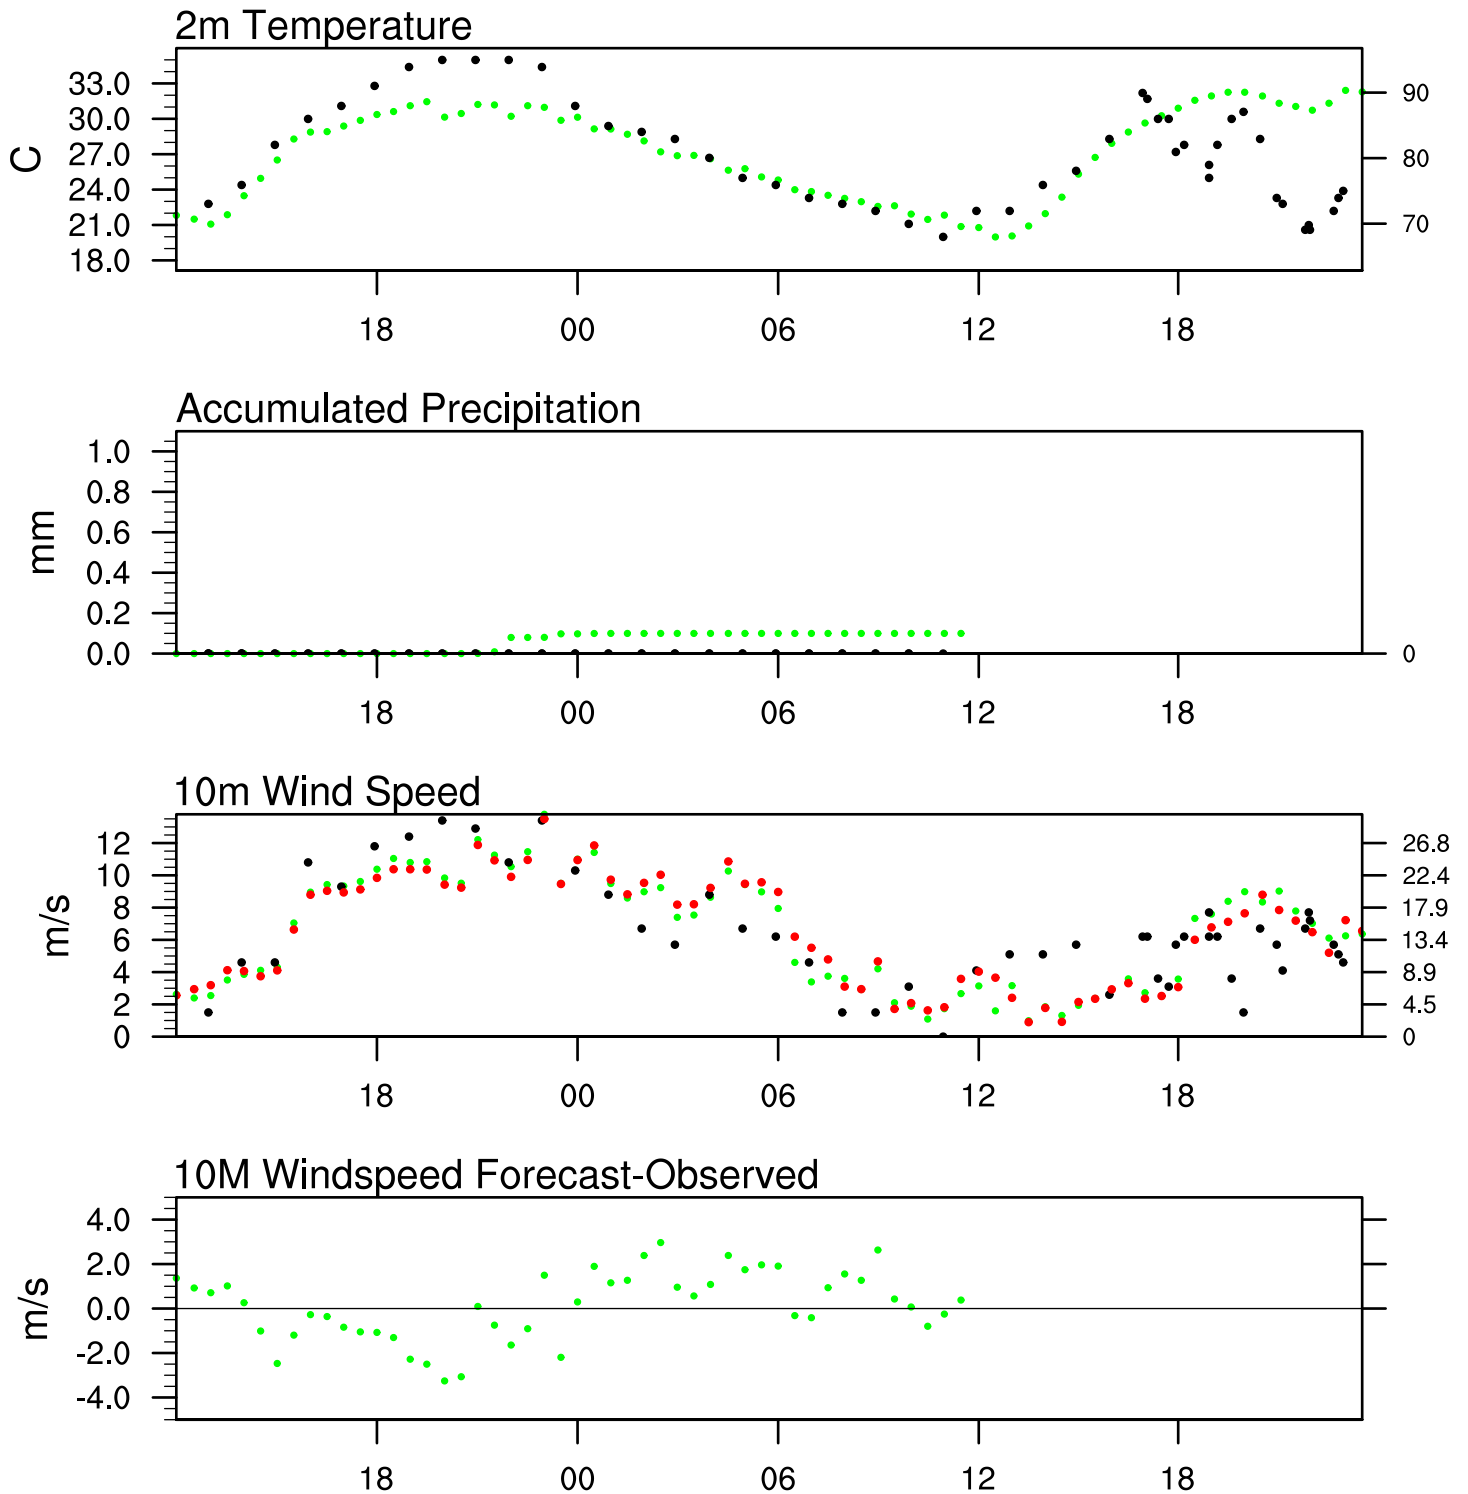 2m Temperature
C
33.0
30.0
27.0
24.0
21.0
18.0
90
80
70
18 00 06 12 18
Accumulated Precipitation
mm
1.0
0.8
0.6
0.4
0.2
0.0
0
18 00 06 12 18
10m Wind Speed
m/s
12
10
8
6
4
2
0
26.8
22.4
17.9
13.4
8.9
4.5
0
18 00 06 12 18
10M Windspeed Forecast-Observed
m/s
4.0
2.0
0.0
-2.0
-4.0
18 00 06 12 18